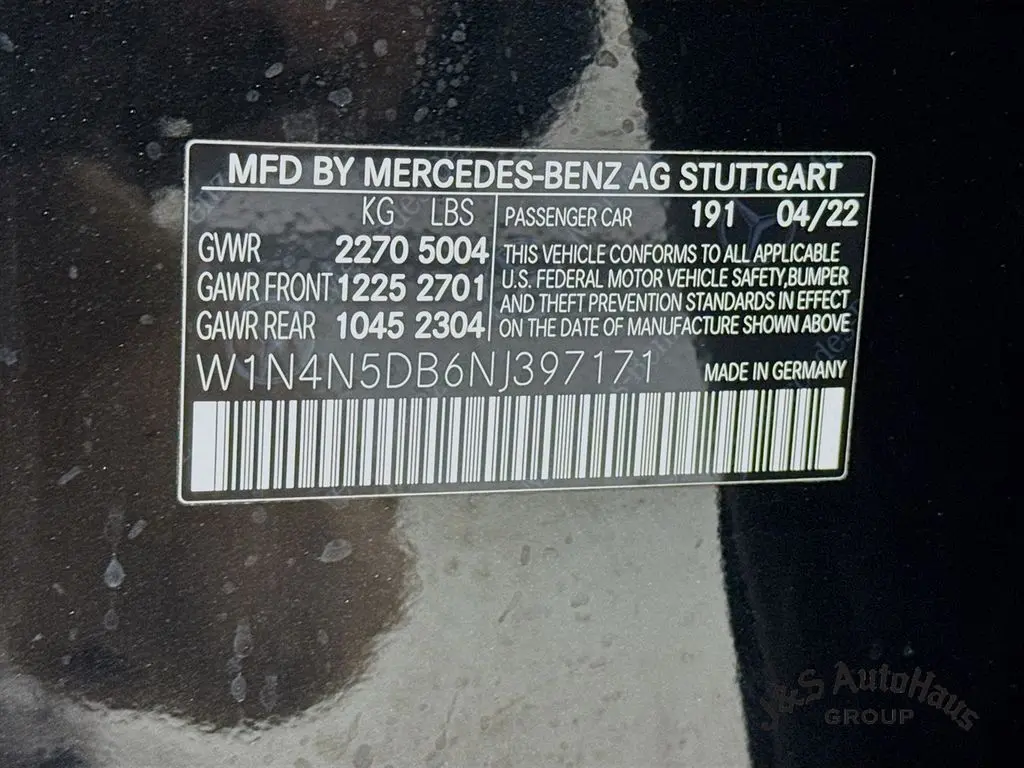 MFD BY MERCEDES-BENZ AG STUTTGART
KG LBS PASSENGER CAR 191 04/22
GVWR 2270 5004
GAWR FRONT 1225 2701
GAWR REAR 1045 2304
THIS VEHICLE CONFORMS TO ALL APPLICABLE
U.S. FEDERAL MOTOR VEHICLE SAFETY,BUMPER
AND THEFT PREVENTION STANDARDS IN EFFECT
ON THE DATE OF MANUFACTURE SHOWN ABOVE
W1N4N5DB6NJ397171 MADE IN GERMANY
J&S AutoHaus
GROUP